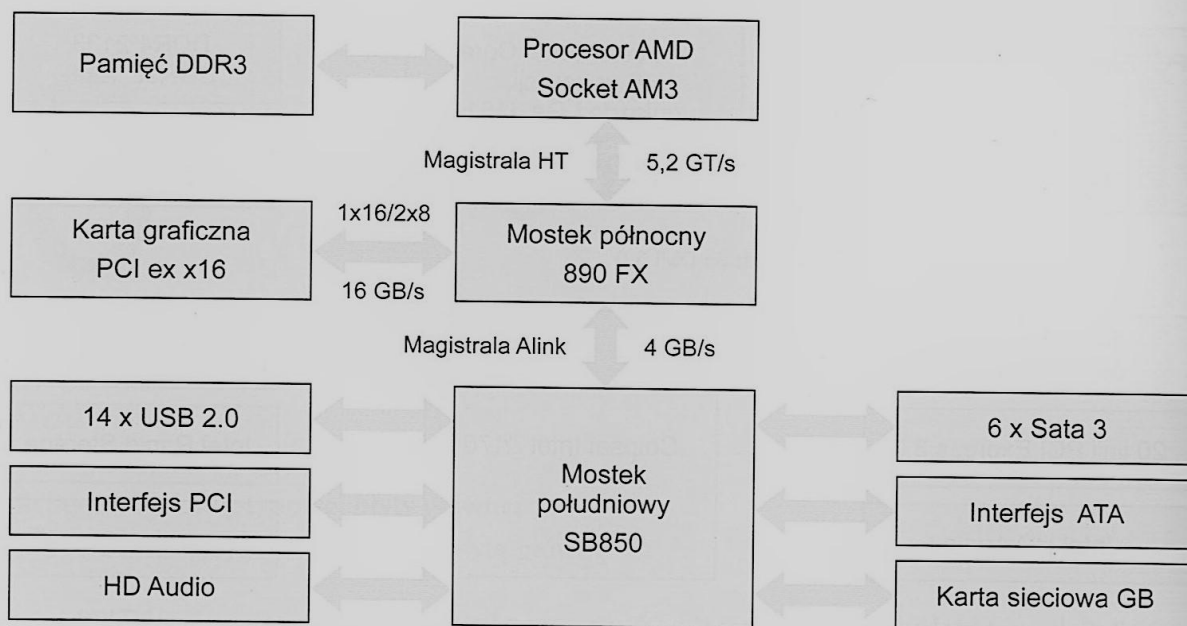 Pamięć DDR3
Procesor AMD
Socket AM3
Magistrala HT
5,2 GT/s
Karta graficzna
PCI ex x16
1x16/2x8
16 GB/s
Mostek północny
890 FX
Magistrala Alink
4 GB/s
14 x USB 2.0
Interfejs PCI
HD Audio
Mostek
południowy
SB850
6 x Sata 3
Interfejs ATA
Karta sieciowa GB